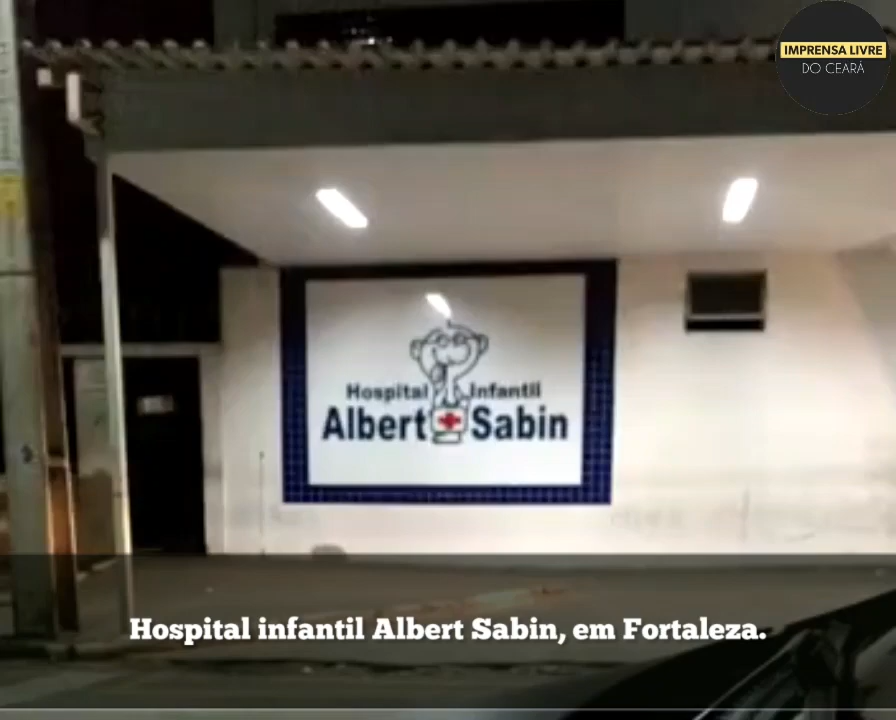 IMPRENSA LIVRE
DO CEARÁ
Hospital Infantil
Albert Sabin
Hospital infantil Albert Sabin, em Fortaleza.